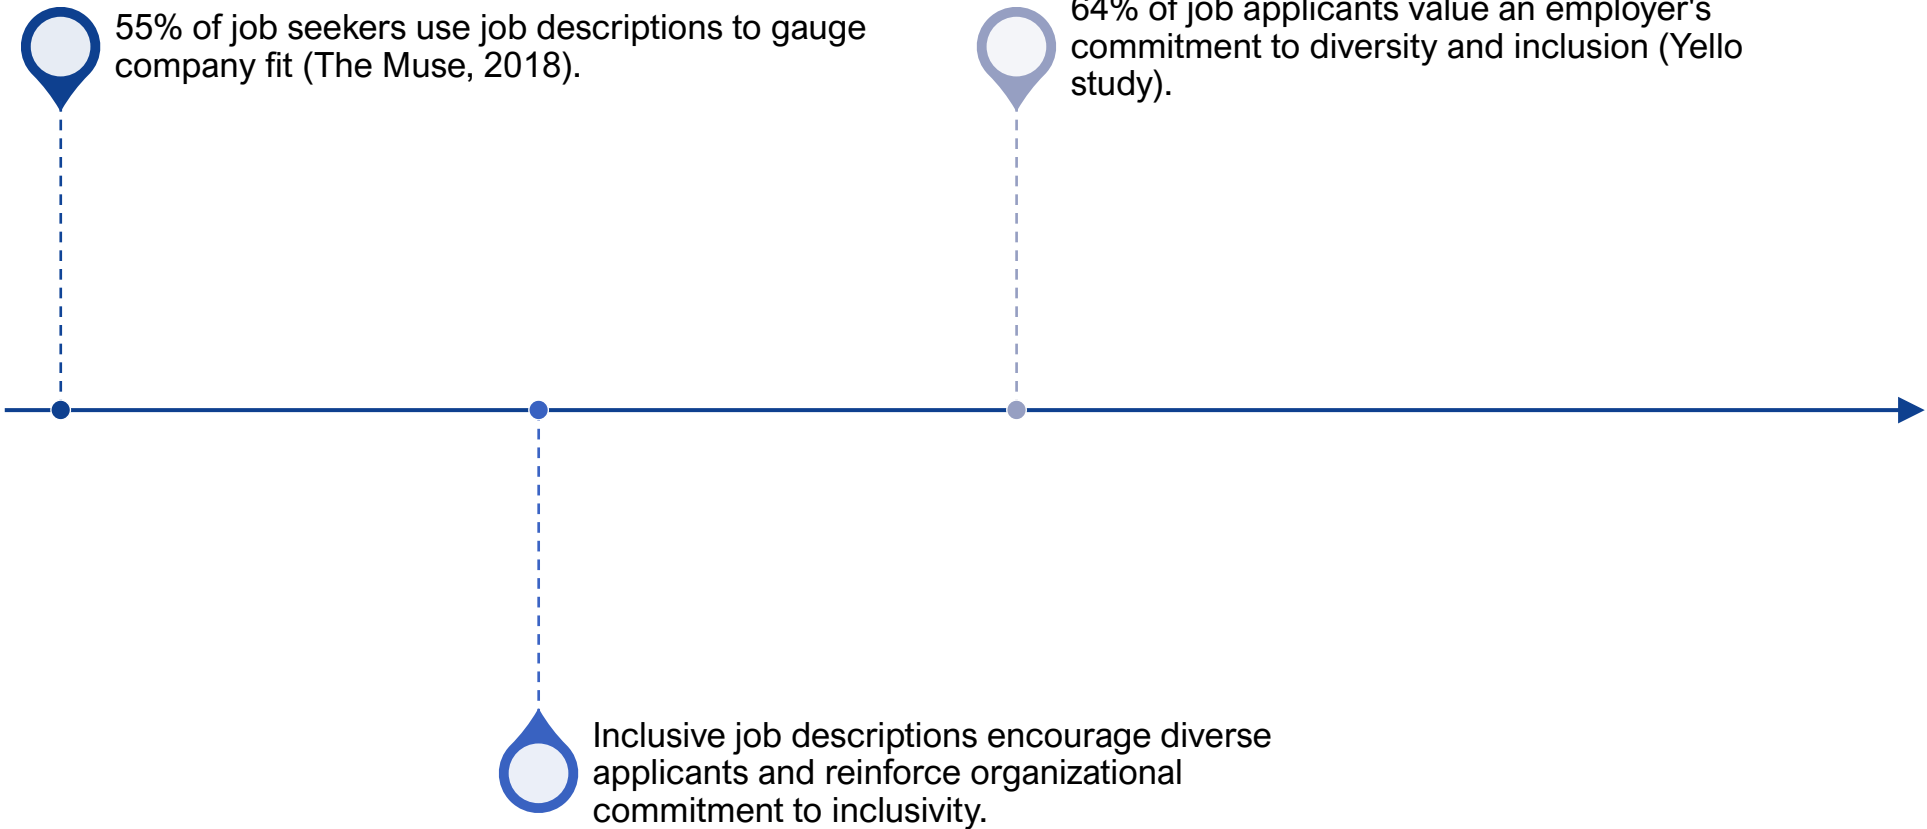 55% of job seekers use job descriptions to gauge
company fit (The Muse, 2018).
64% of job applicants value an employer's
commitment to diversity and inclusion (Yello
study).
Inclusive job descriptions encourage diverse
applicants and reinforce organizational
commitment to inclusivity.